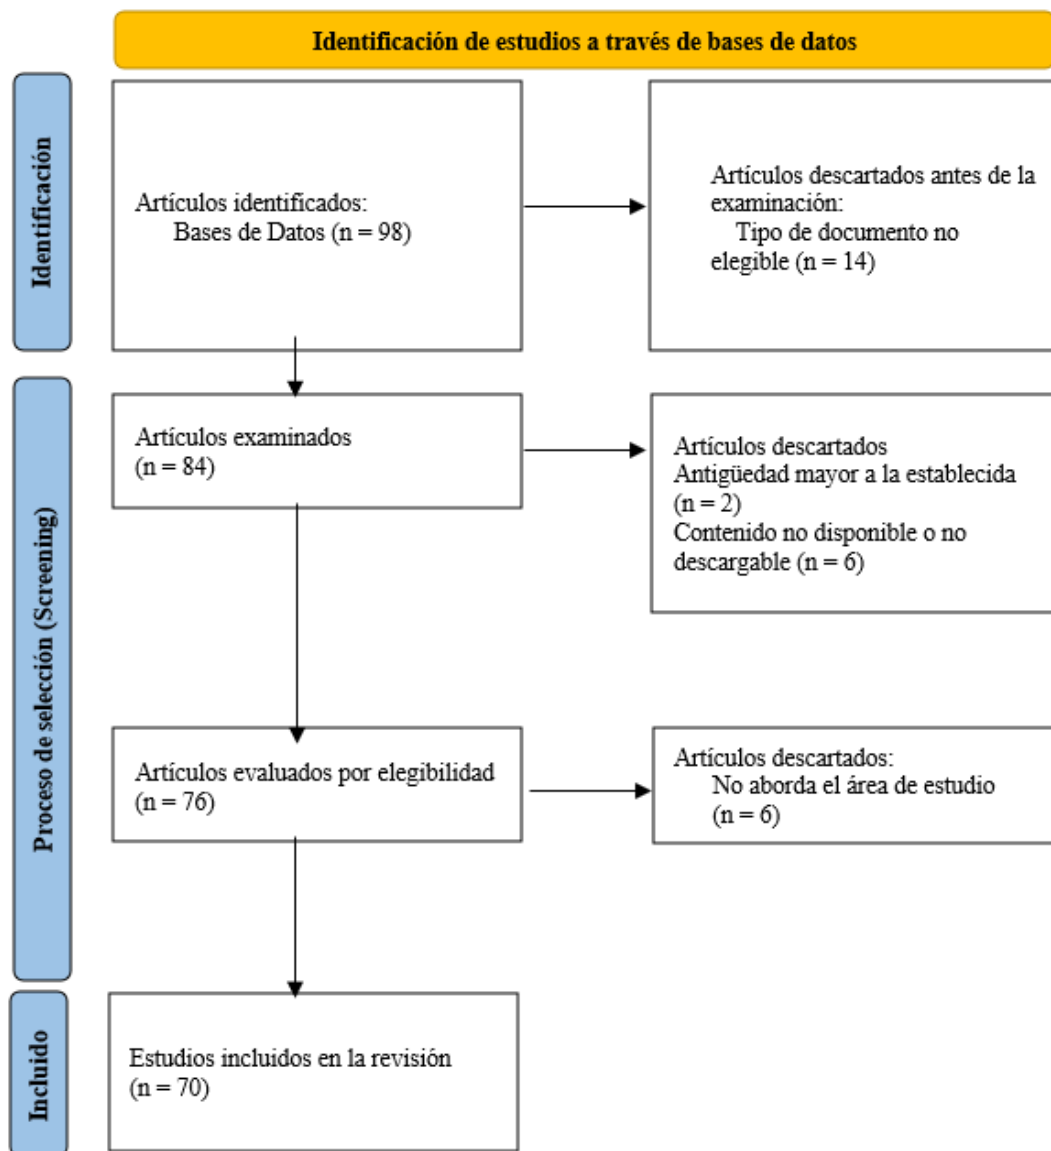 Identificación de estudios a través de bases de datos
Identificación
Artículos identificados:
Bases de Datos (n = 98)
Artículos descartados antes de la
examinación:
Tipo de documento no
elegible (n = 14)
Proceso de selección (Screening)
Artículos examinados
(n = 84)
Artículos descartados
Antigüedad mayor a la establecida
(n = 2)
Contenido no disponible o no
descargable (n = 6)
Artículos evaluados por elegibilidad
(n = 76)
Artículos descartados:
No aborda el área de estudio
(n = 6)
Incluido
Estudios incluidos en la revisión
(n = 70)